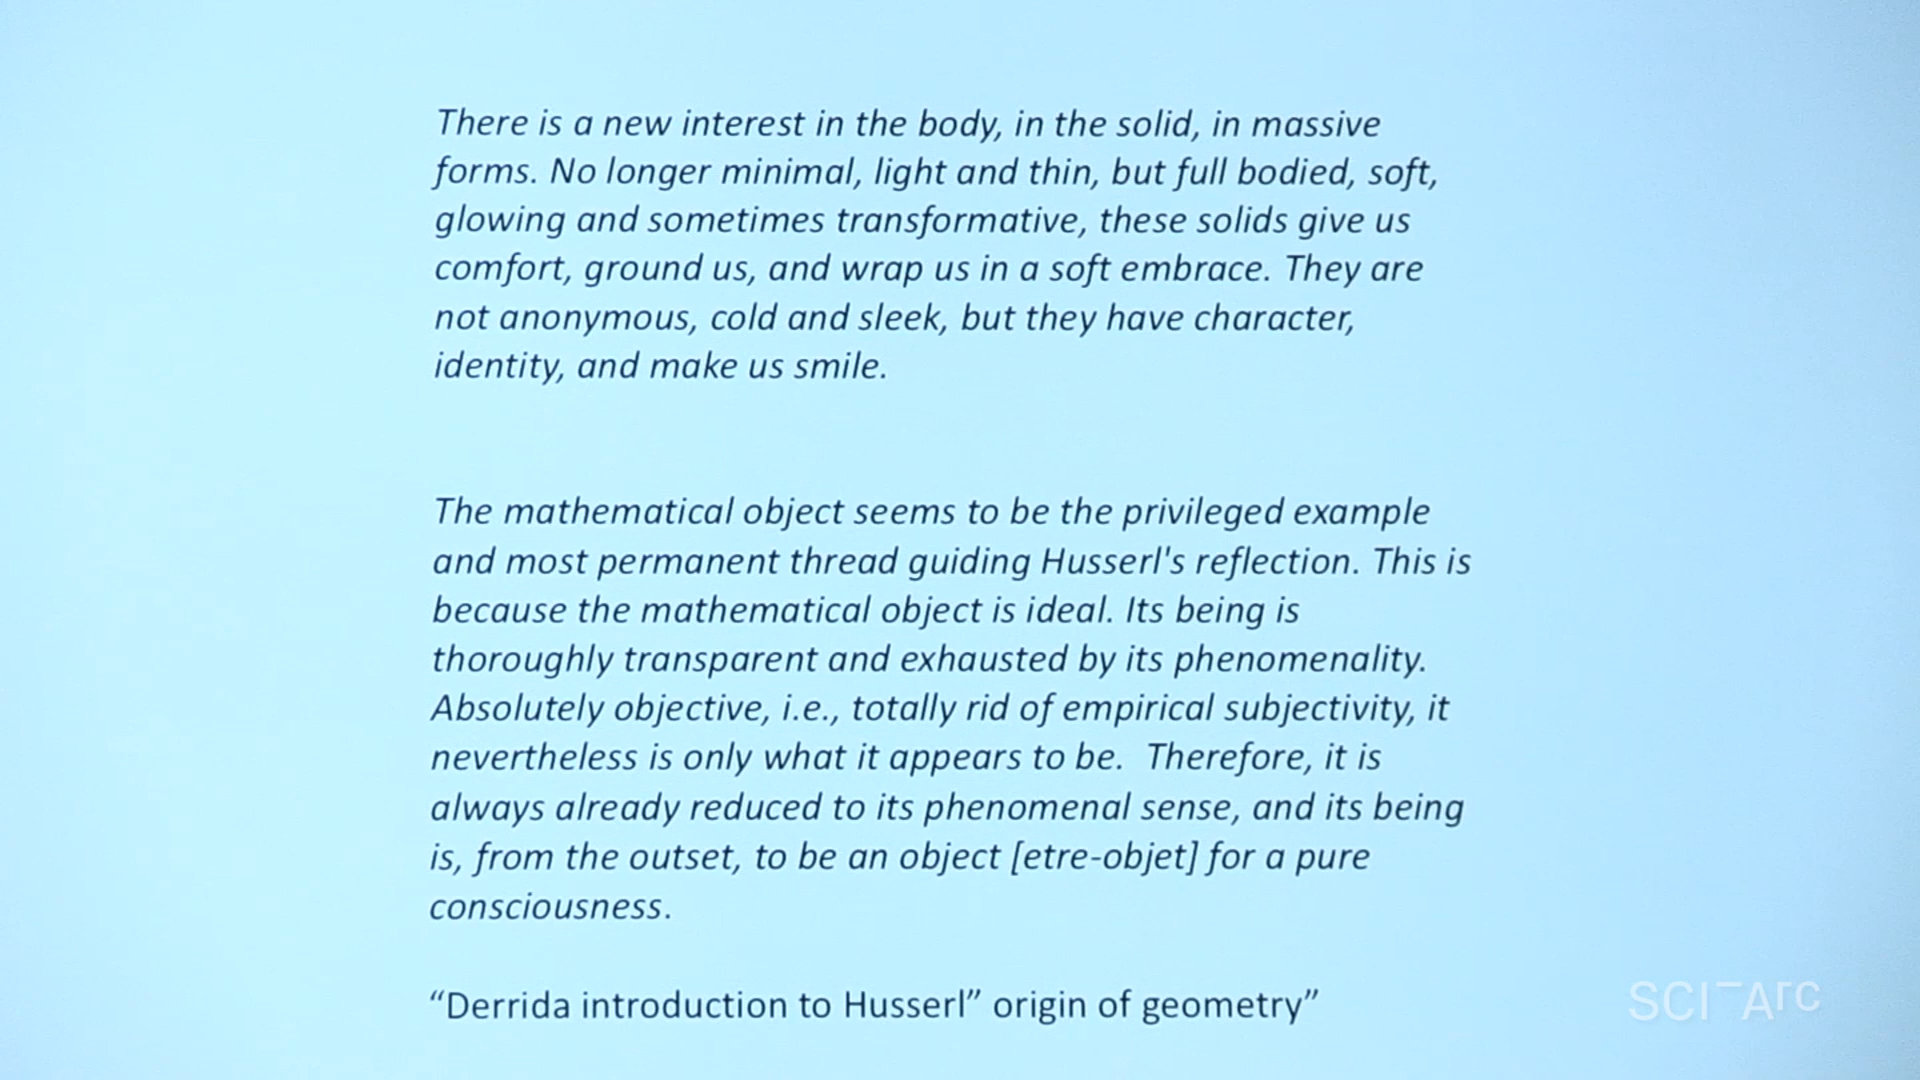 There is a new interest in the body, in the solid, in massive
forms. No longer minimal, light and thin, but full bodied, soft,
glowing and sometimes transformative, these solids give us
comfort, ground us, and wrap us in a soft embrace. They are
not anonymous, cold and sleek, but they have character,
identity, and make us smile.
The mathematical object seems to be the privileged example
and most permanent thread guiding Husserl's reflection. This is
because the mathematical object is ideal. Its being is
thoroughly transparent and exhausted by its phenomenality.
Absolutely objective, i.e., totally rid of empirical subjectivity, it
nevertheless is only what it appears to be. Therefore, it is
always already reduced to its phenomenal sense, and its being
is, from the outset, to be an object [etre-objet] for a pure
consciousness.
“Derrida introduction to Husserl” origin of geometry”
SCI-Arc